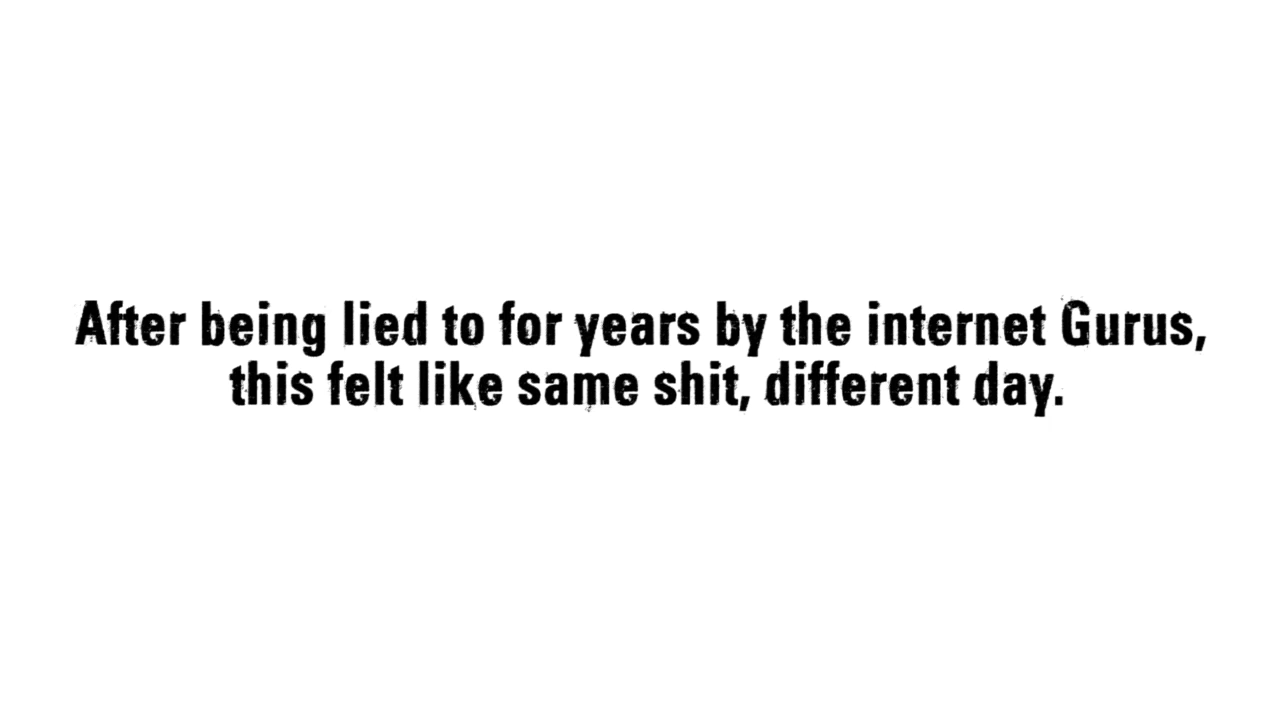 After being lied to for years by the internet Gurus,
this felt like same shit, different day.